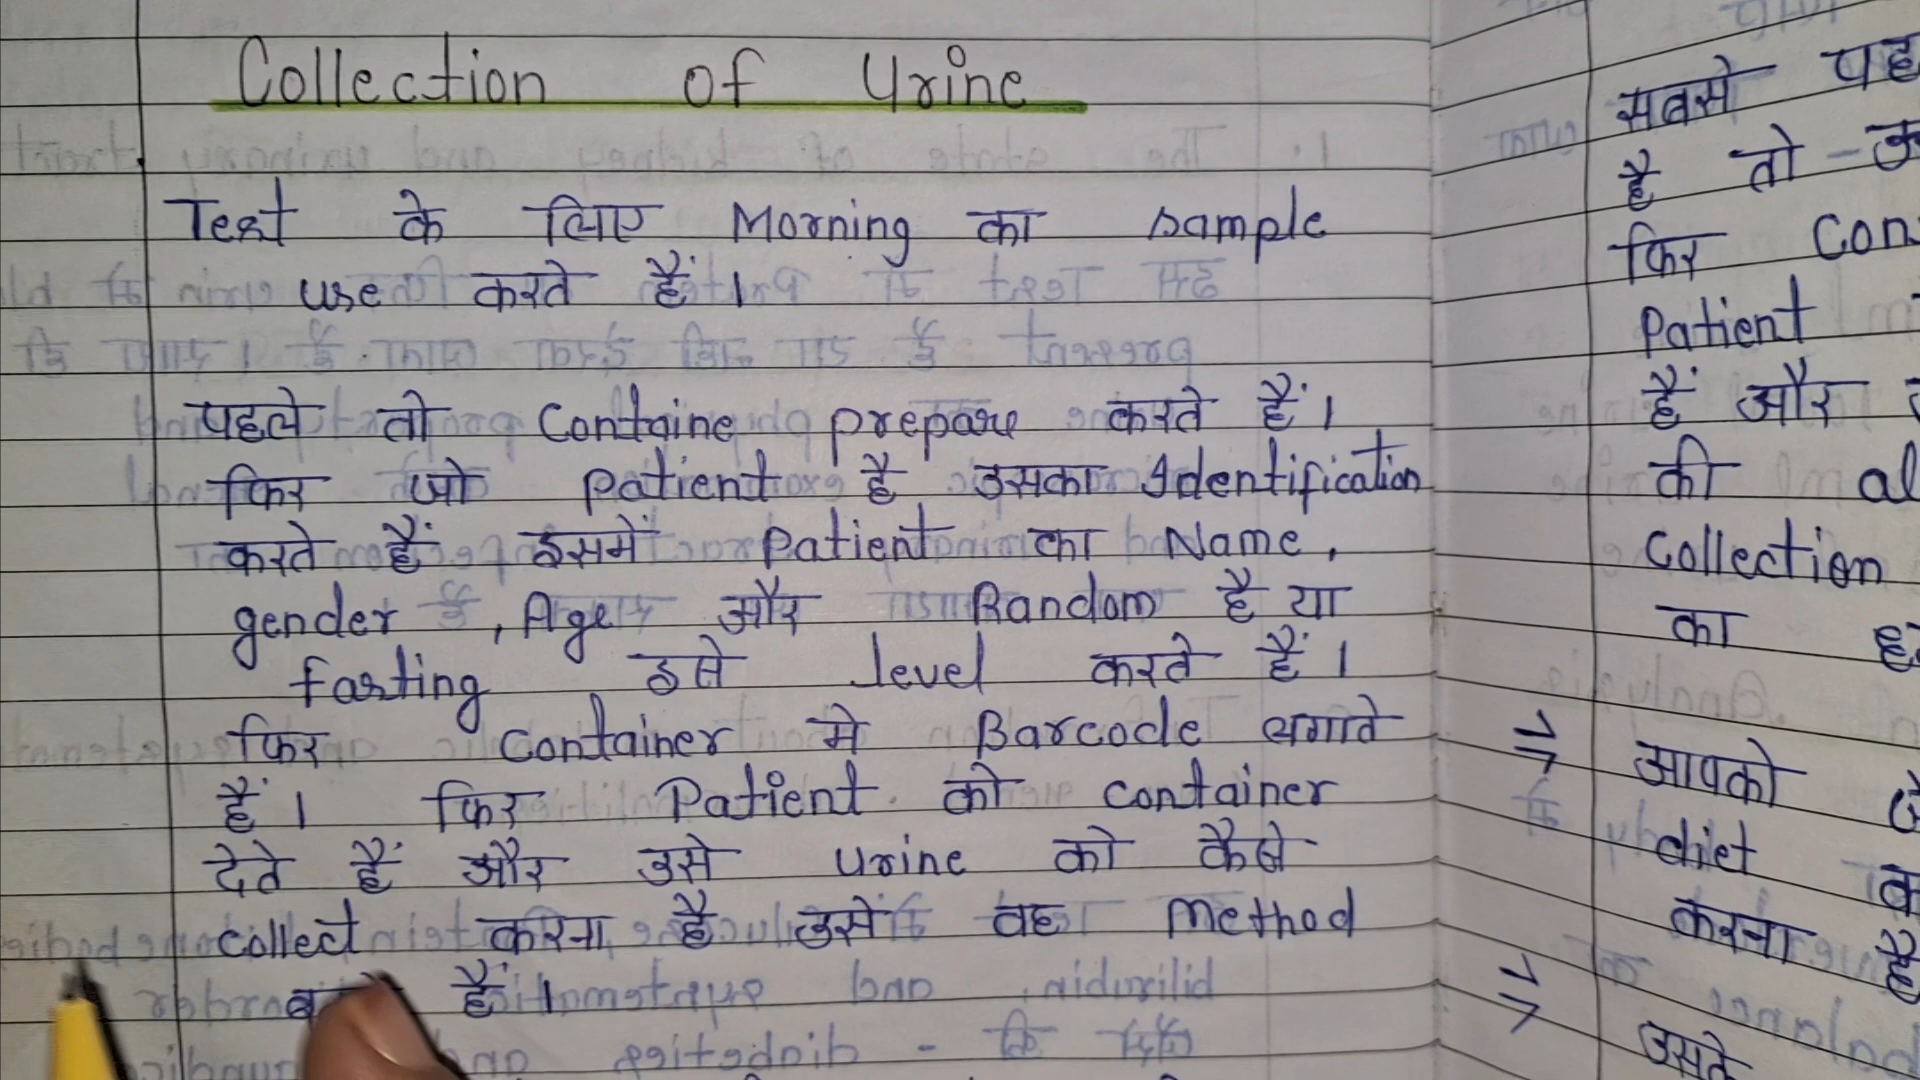 Collection of Urine
Test के लिए Morning का sample
use करते हैं।
पहले तो Containe prepare करते हैं।
फिर जो patient है उसका Identification
करते हैं इसमें Patient का Name,
gender, Age और Random है या
fasting इसे level करते हैं।
फिर Container मे Barcode लगाते
हैं। फिर Patient को container
देते हैं और उसे urine को कैसे
collect करना है उसे वह method
हैं।
सबसे
है तो
फिर
Patient
हैं और
की
Collection
का
⇒ आपको
diet
करना है
⇒ उसके